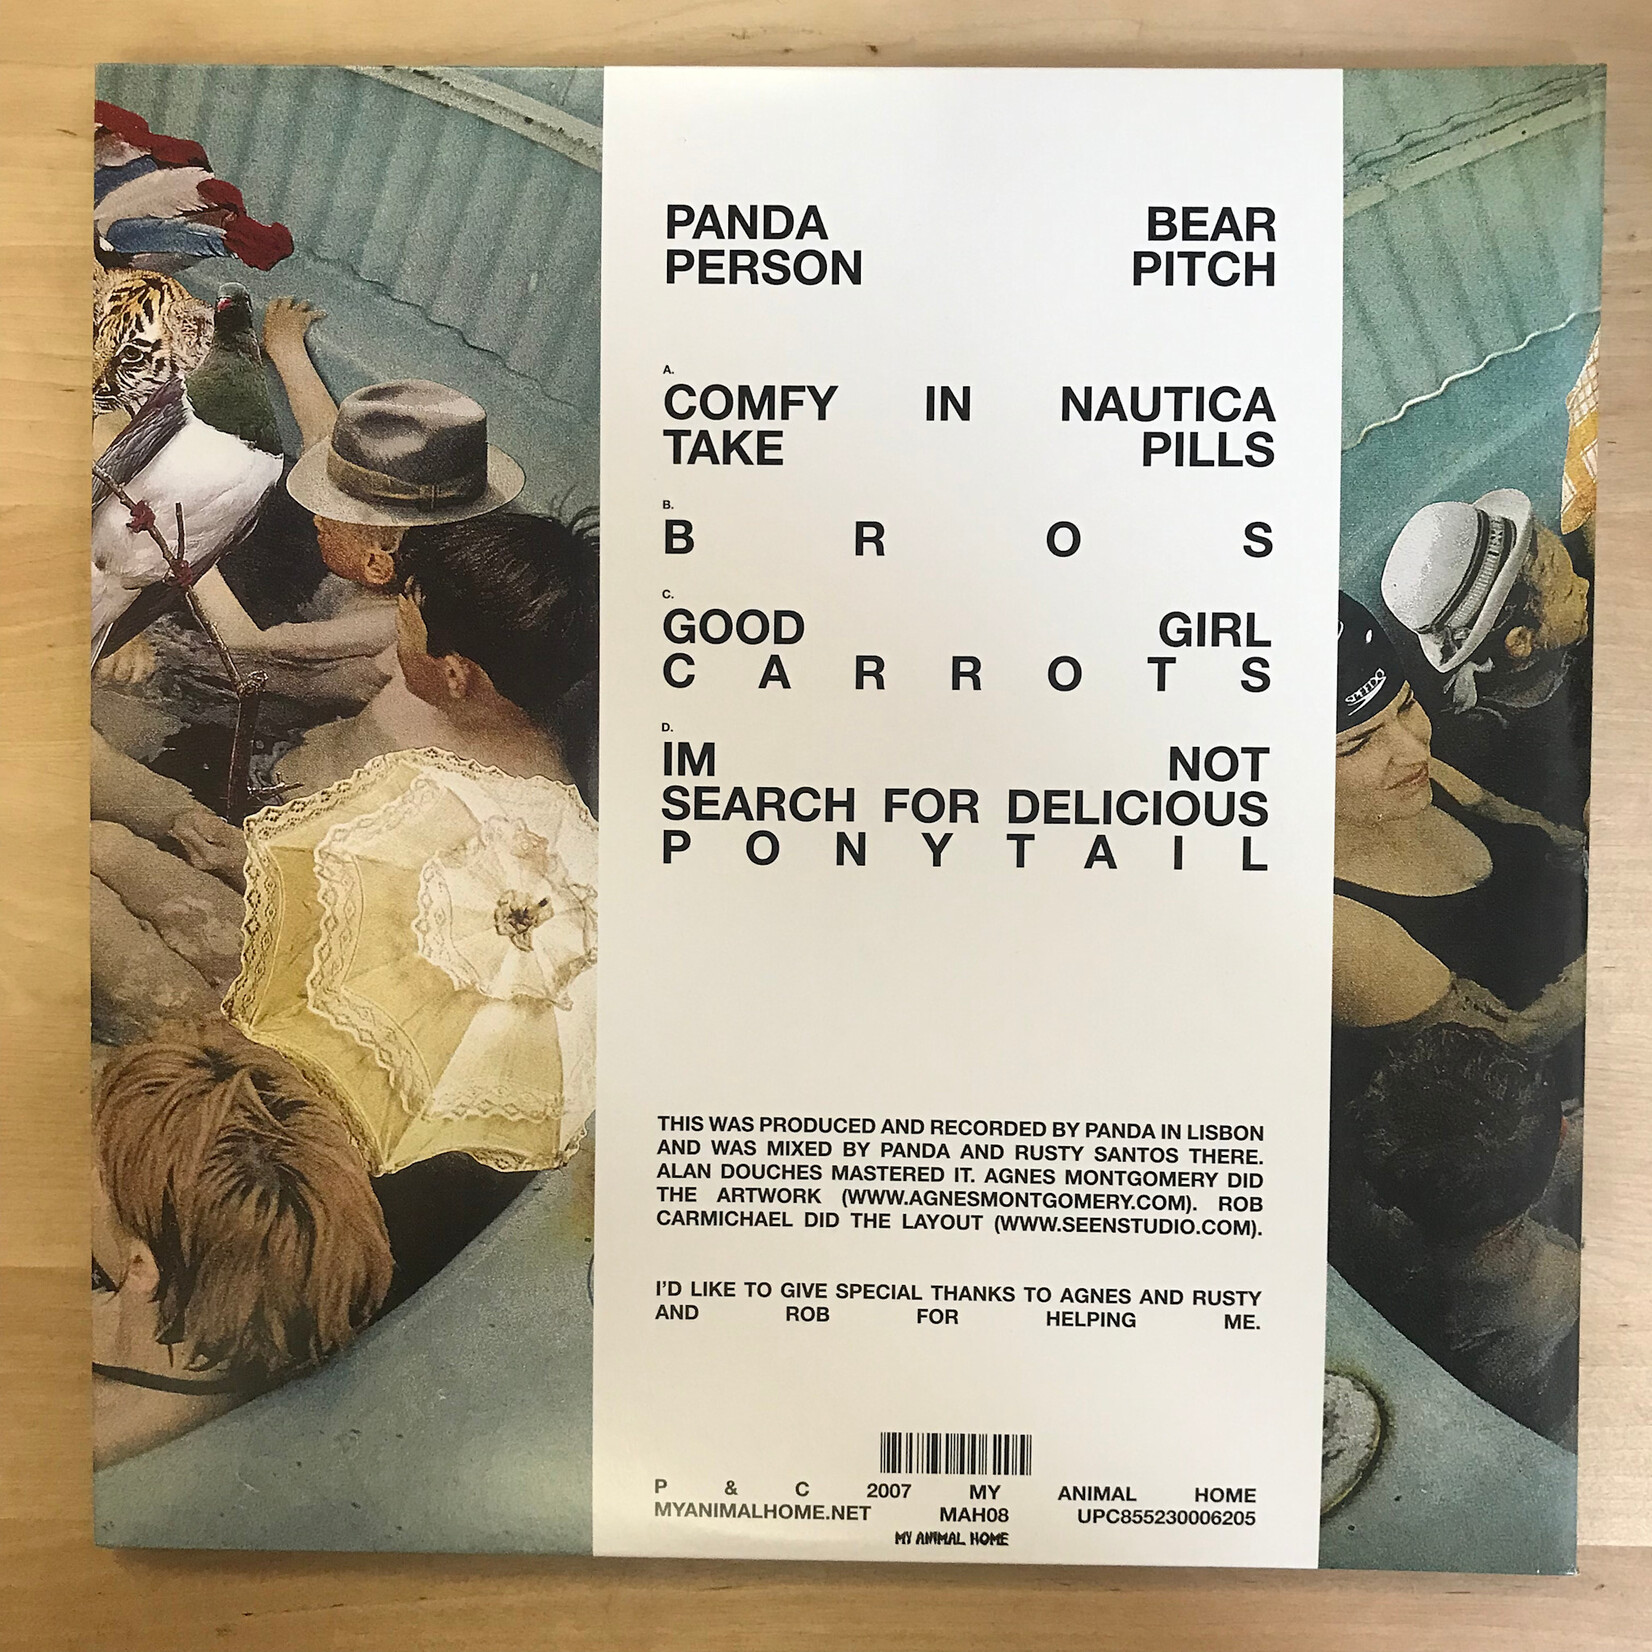 PANDA BEAR
PERSON PITCH
A.
COMFY IN NAUTICA
TAKE PILLS
B.
B R O S
C.
GOOD GIRL
C A R R O T S
D.
IM NOT
SEARCH FOR DELICIOUS
P O N Y T A I L
SPEEDO
THIS WAS PRODUCED AND RECORDED BY PANDA IN LISBON
AND WAS MIXED BY PANDA AND RUSTY SANTOS THERE.
ALAN DOUCHES MASTERED IT. AGNES MONTGOMERY DID
THE ARTWORK (WWW.AGNESMONTGOMERY.COM). ROB
CARMICHAEL DID THE LAYOUT (WWW.SEENSTUDIO.COM).
I'D LIKE TO GIVE SPECIAL THANKS TO AGNES AND RUSTY
AND ROB FOR HELPING ME.
P & C 2007 MY ANIMAL HOME
MYANIMALHOME.NET MAH08 UPC855230006205
MY ANIMAL HOME